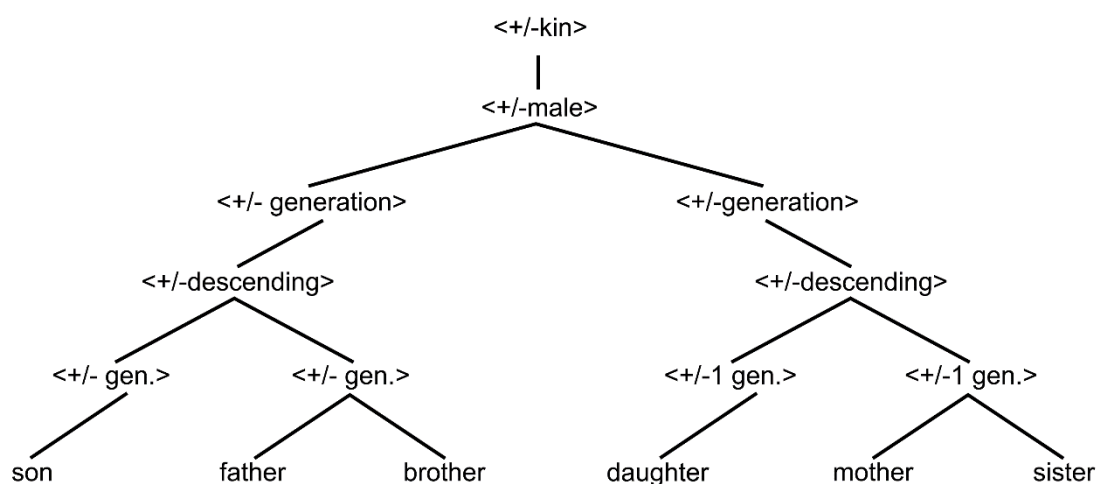 <+/-kin>
<+/-male>
<+/- generation> <+/-generation>
<+/-descending> <+/-descending>
<+/- gen.> <+/- gen.> <+/-1 gen.> <+/-1 gen.>
son father brother daughter mother sister